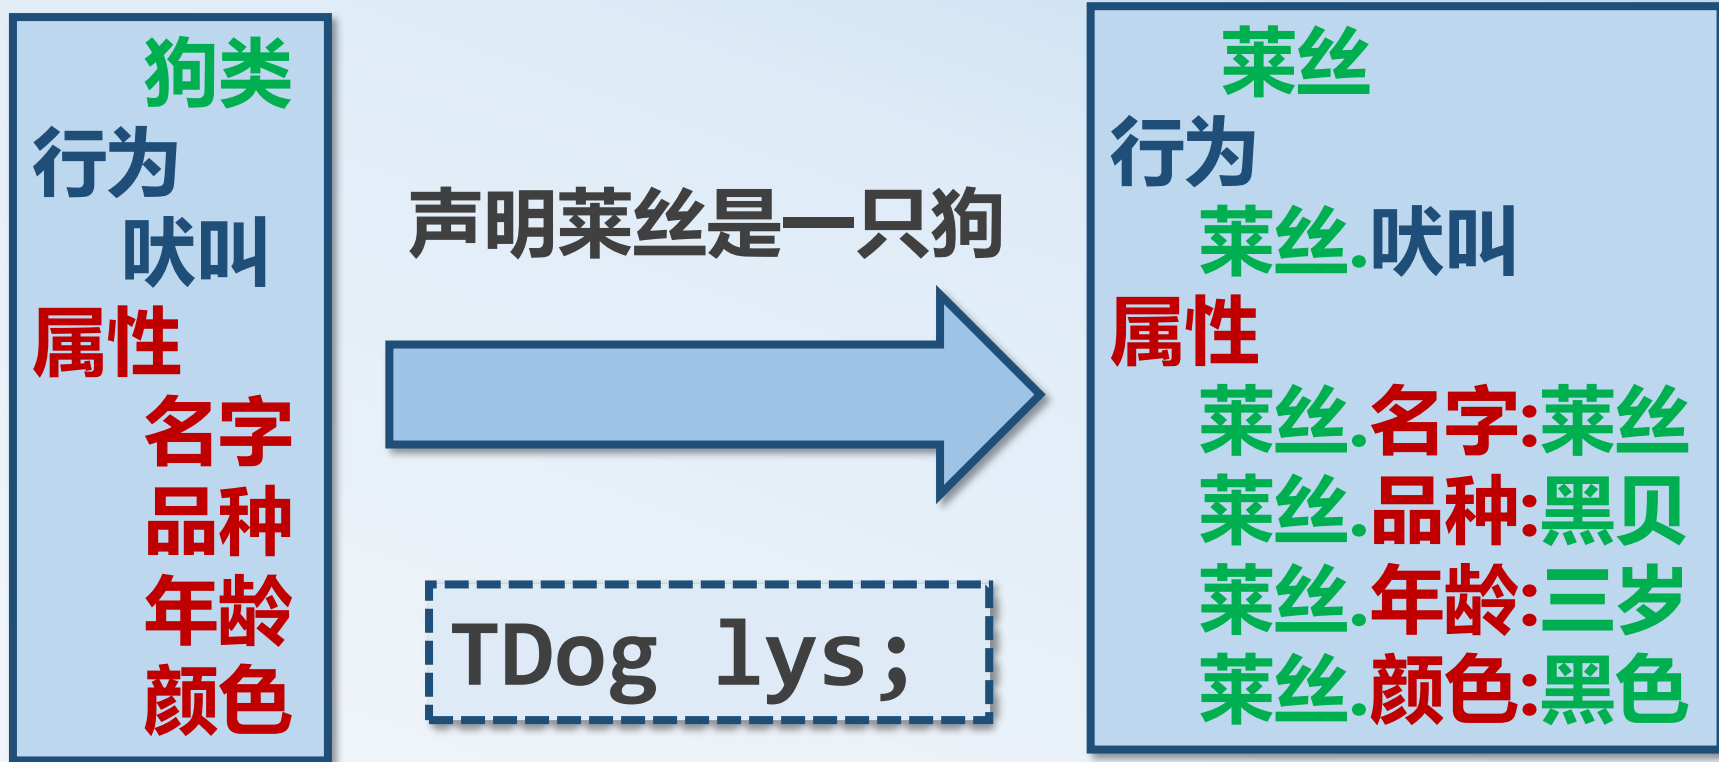 狗类
行为
吠叫
属性
名字
品种
年龄
颜色
声明莱丝是一只狗
TDog lys;
莱丝
行为
莱丝.吠叫
属性
莱丝.名字:莱丝
莱丝.品种:黑贝
莱丝.年龄:三岁
莱丝.颜色:黑色